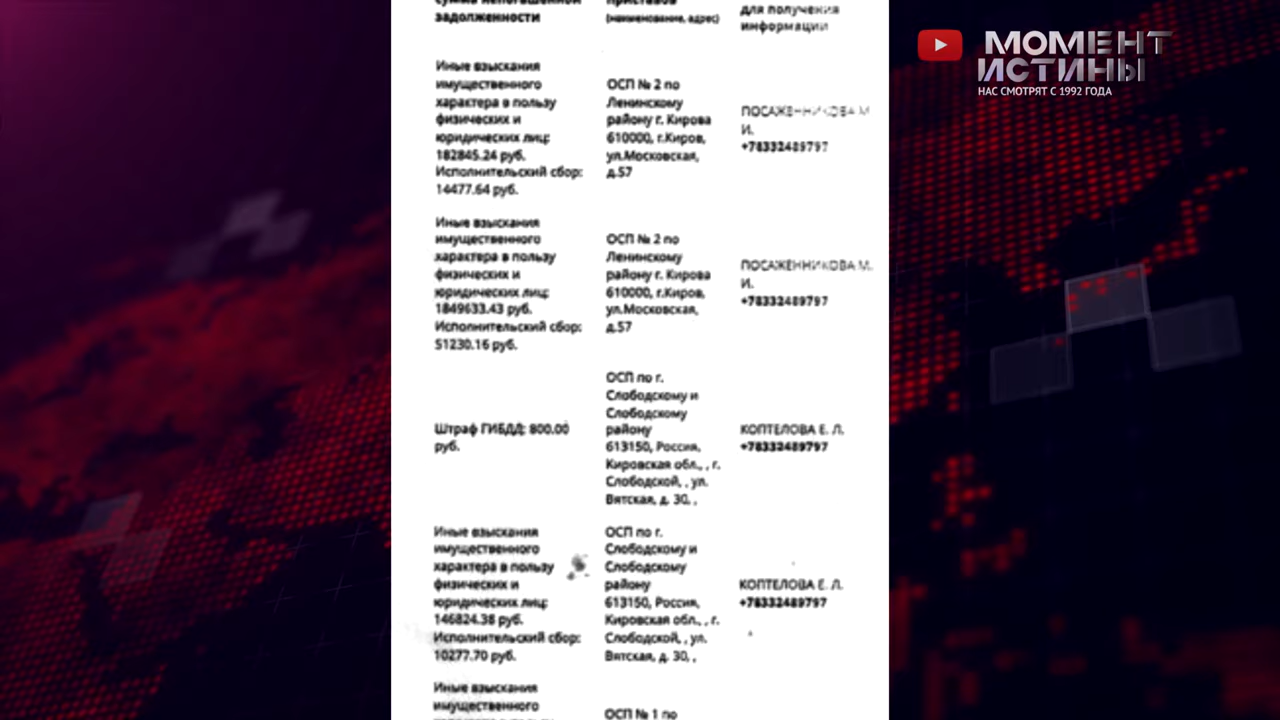 сумма непогашенной
задолженности
приставов
(наименование, адрес)
для получения
информации
МОМЕНТ
ИСТИНЫ
НАС СМОТРЯТ С 1992 ГОДА
Иные взыскания
имущественного
характера в пользу
физических и
юридических лиц:
182845.24 руб.
Исполнительский сбор:
14477.64 руб.
ОСП № 2 по
Ленинскому
району г. Кирова
610000, г.Киров,
ул.Московская,
д.57
ПОСАЖЕННИКОВА М
И.
+78332489797
Иные взыскания
имущественного
характера в пользу
физических и
юридических лиц:
1849633.43 руб.
Исполнительский сбор:
51230.16 руб.
ОСП № 2 по
Ленинскому
району г. Кирова
610000, г.Киров,
ул.Московская,
д.57
ПОСАЖЕННИКОВА М.
И.
+78332489797
Штраф ГИБДД: 800.00
руб.
ОСП по г.
Слободскому и
Слободскому
району
613150, Россия,
Кировская обл., , г.
Слободской, , ул.
Вятская, д. 30, ,
КОПТЕЛОВА Е. Л.
+78332489797
Иные взыскания
имущественного
характера в пользу
физических и
юридических лиц:
146824.38 руб.
Исполнительский сбор:
10277.70 руб.
ОСП по г.
Слободскому и
Слободскому
району
613150, Россия,
Кировская обл., , г.
Слободской, , ул.
Вятская, д. 30, ,
КОПТЕЛОВА Е. Л.
+78332489797
Иные взыскания
имущественного
ОСП № 1 по